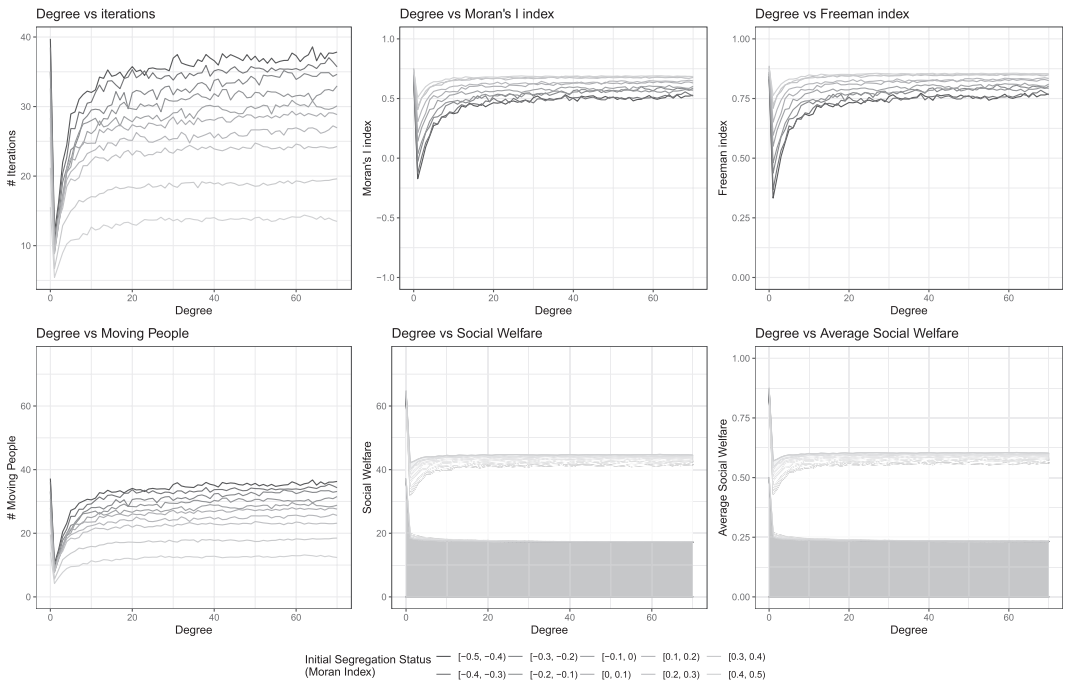 Degree vs iterations
Degree vs Moran's I index
Degree vs Freeman index
40
30
20
10
# Iterations
0 20 40 60
Degree
1.0
0.5
0.0
−0.5
−1.0
Moran's I index
0 20 40 60
Degree
1.00
0.75
0.50
0.25
0.00
Freeman index
0 20 40 60
Degree
Degree vs Moving People
Degree vs Social Welfare
Degree vs Average Social Welfare
60
40
20
0
# Moving People
0 20 40 60
Degree
60
40
20
0
Social Welfare
0 20 40 60
Degree
1.00
0.75
0.50
0.25
0.00
Average Social Welfare
0 20 40 60
Degree
Initial Segregation Status
(Moran Index)
[−0.5, −0.4) [−0.3, −0.2) [−0.1, 0) [0.1, 0.2) [0.3, 0.4)
[−0.4, −0.3) [−0.2, −0.1) [0, 0.1) [0.2, 0.3) [0.4, 0.5)